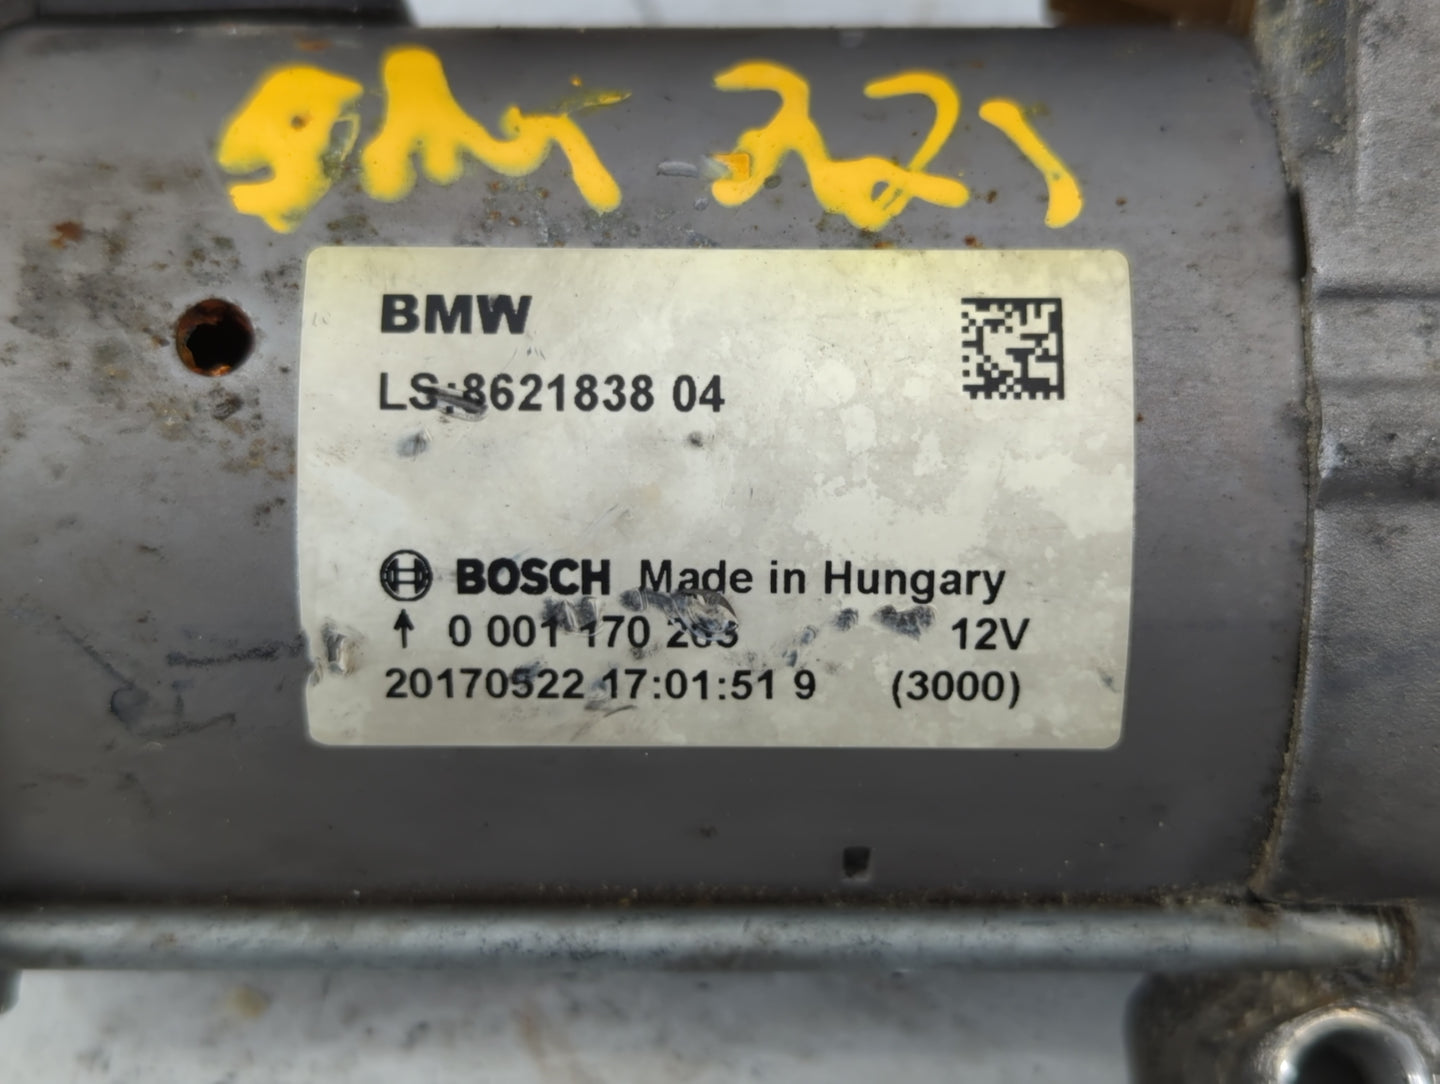 BMW
LS:8621838 04
BOSCH Made in Hungary
↑ 0 001 170
12V
20170522 17:01:51 9 (3000)